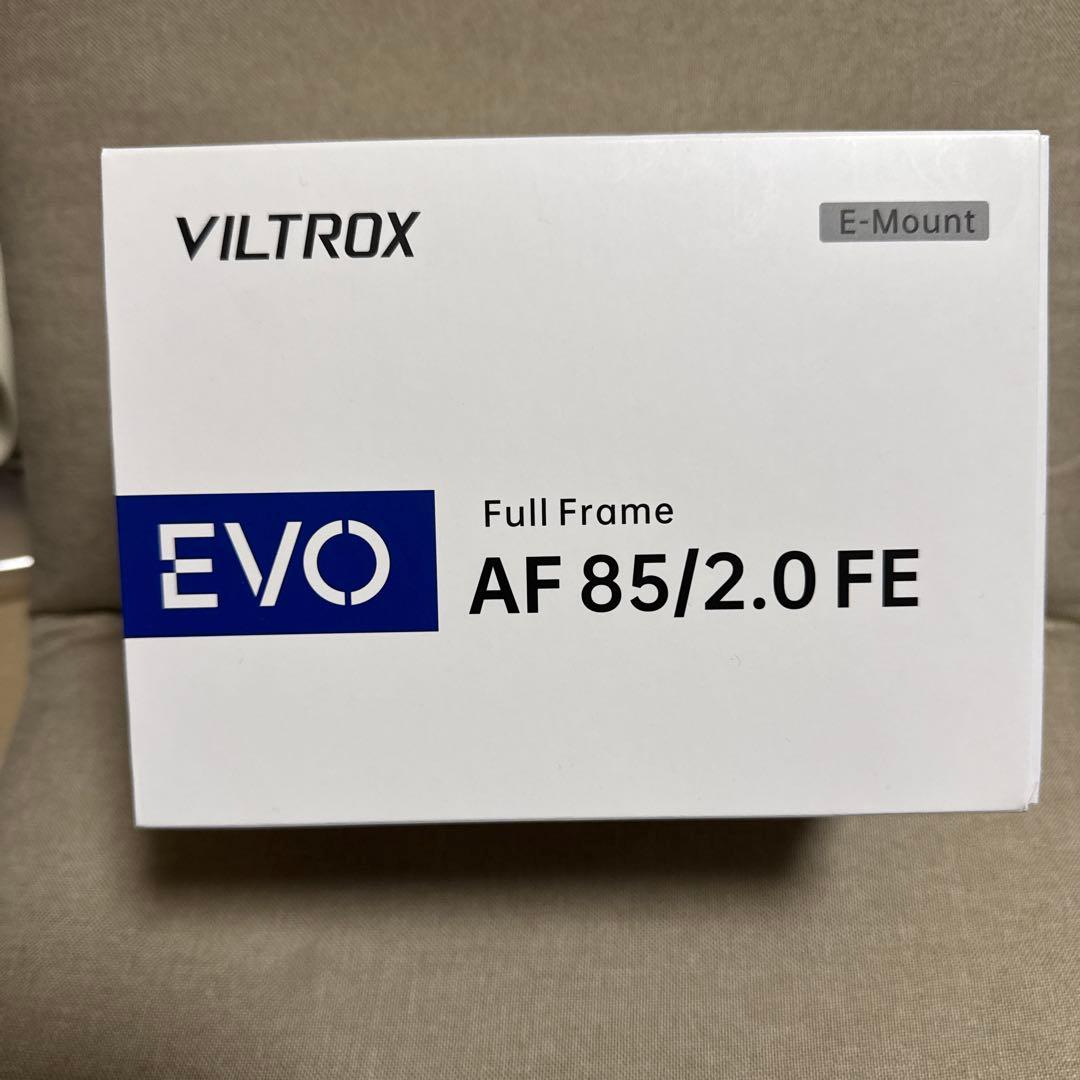 VILTROX
E-Mount
EVO
Full Frame
AF 85/2.0 FE